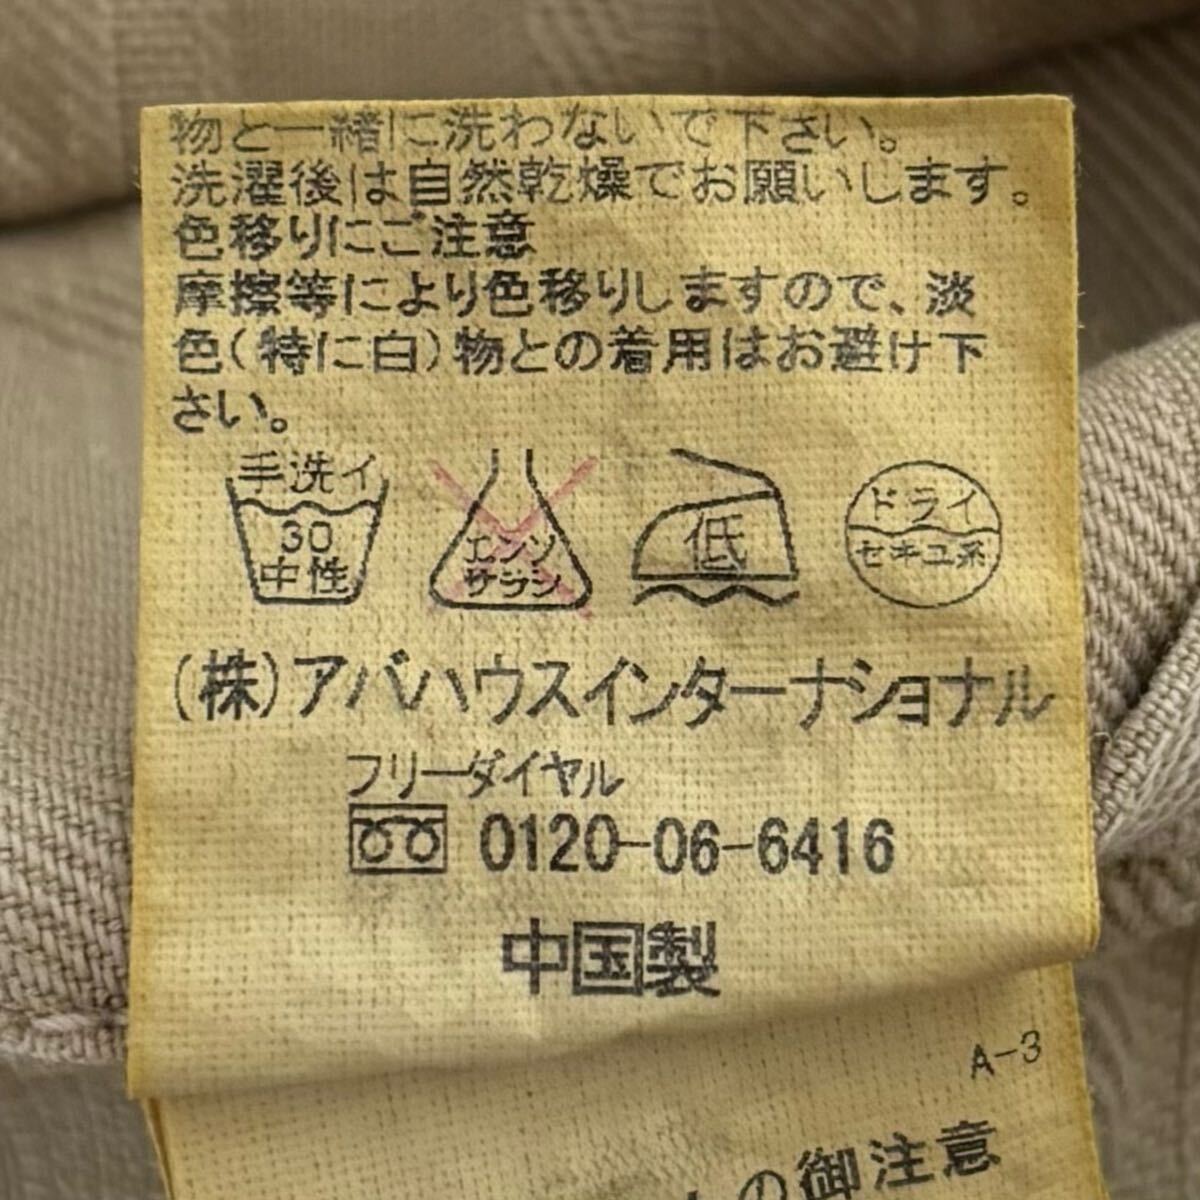 物と一緒に洗わないで下さい。
洗濯後は自然乾燥でお願いします。
色移りにご注意
摩擦等により色移りしますので、淡
色(特に白)物との着用はお避け下
さい。
手洗イ
30
中性
エンソ
サラシ
低
ドライ
セキユ系
(株)アバハウスインターナショナル
フリーダイヤル
0120-06-6416
中国製
A-3
の御注意